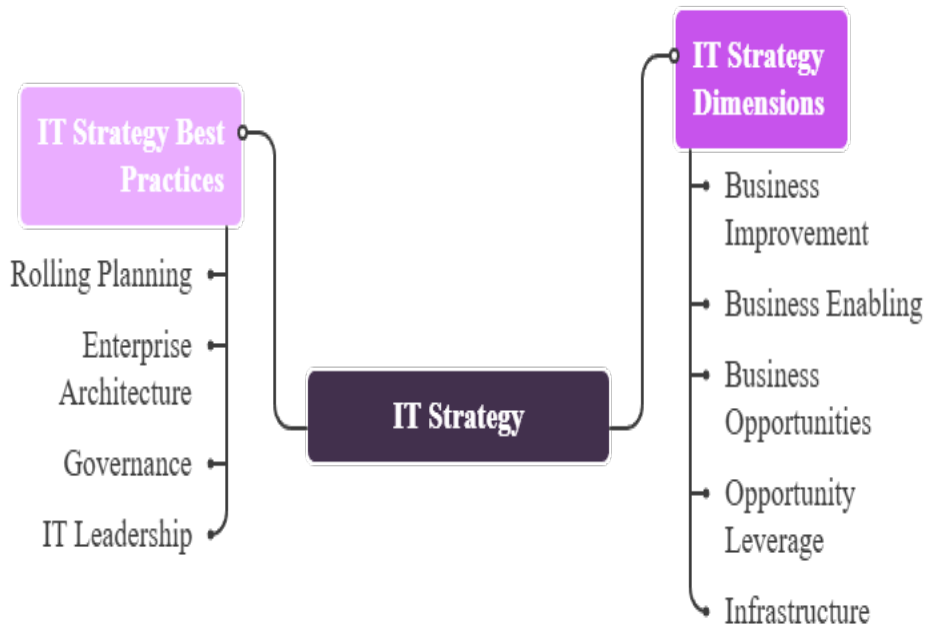 IT Strategy Best
Practices
Rolling Planning
Enterprise
Architecture
Governance
IT Leadership
IT Strategy
IT Strategy
Dimensions
Business
Improvement
Business Enabling
Business
Opportunities
Opportunity
Leverage
Infrastructure